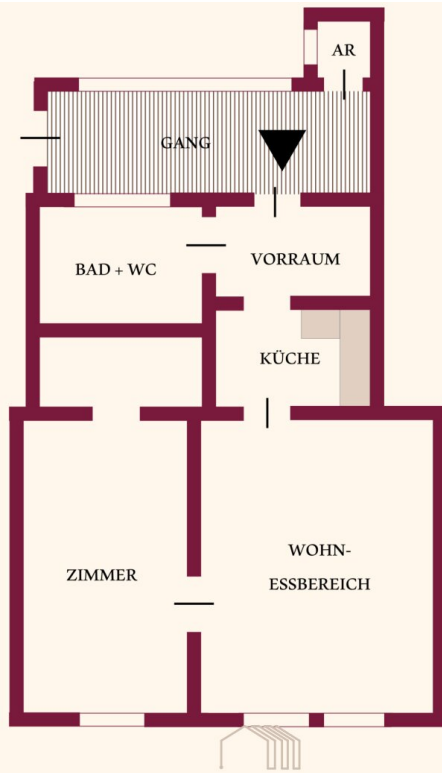 AR
GANG
BAD + WC
VORRAUM
KÜCHE
WOHN-
ESSBEREICH
ZIMMER